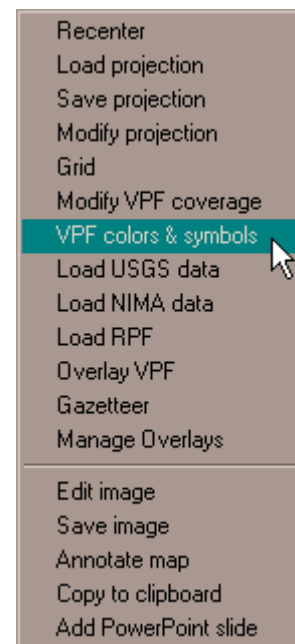 Recenter
Load projection
Save projection
Modify projection
Grid
Modify VPF coverage
VPF colors & symbols
Load USGS data
Load NIMA data
Load RPF
Overlay VPF
Gazetteer
Manage Overlays
Edit image
Save image
Annotate map
Copy to clipboard
Add PowerPoint slide